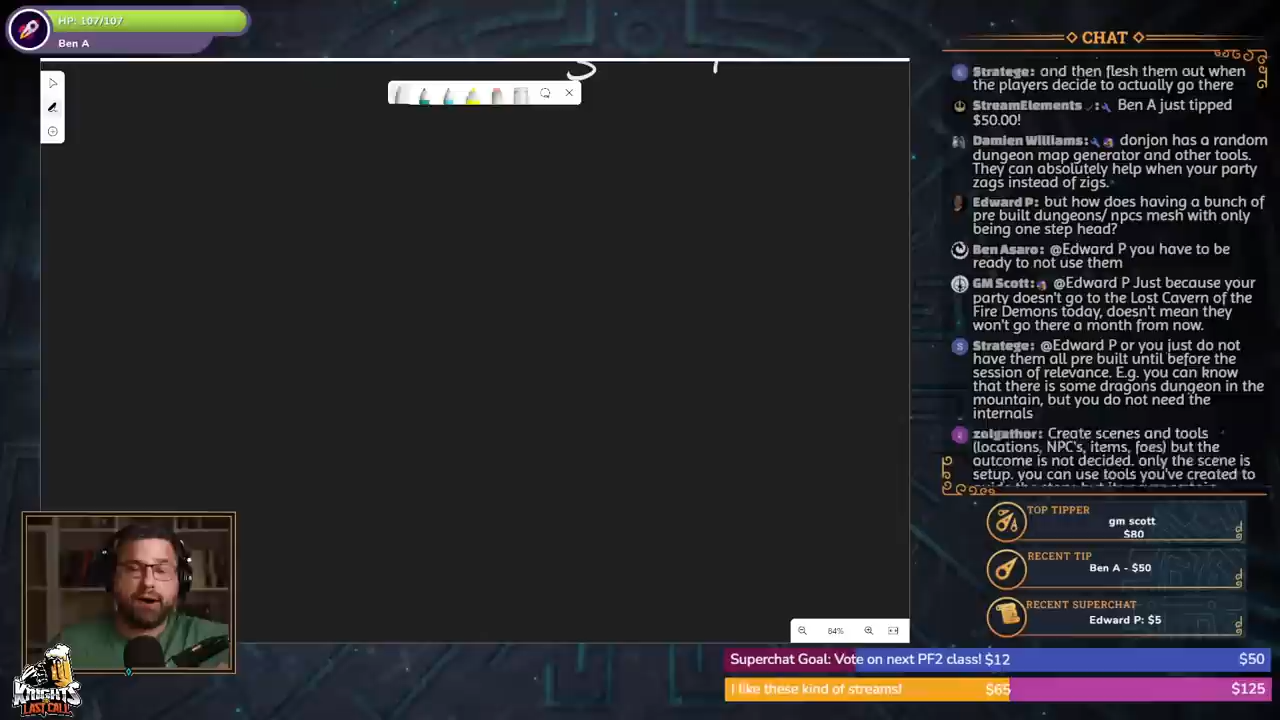 HP: 107/107
Ben A
CHAT
Stratege: and then flesh them out when
the players decide to actually go there
StreamElements : Ben A just tipped
$50.00!
Damien Williams: donjon has a random
dungeon map generator and other tools.
They can absolutely help when your party
zags instead of zigs.
Edward P: but how does having a bunch of
pre built dungeons/ npcs mesh with only
being one step head?
Ben Asaro: @Edward P you have to be
ready to not use them
GM Scott: @Edward P Just because your
party doesn't go to the Lost Cavern of the
Fire Demons today, doesn't mean they
won't go there a month from now.
S
Stratege: @Edward P or you just do not
have them all pre built until before the
session of relevance. E.g. you can know
that there is some dragons dungeon in the
mountain, but you do not need the
internals
zolgathor: Create scenes and tools
(locations, NPC's, items, foes) but the
outcome is not decided. only the scene is
setup. you can use tools you've created to
TOP TIPPER
gm scott
$80
RECENT TIP
Ben A - $50
RECENT SUPERCHAT
Edward P: $5
84%
Superchat Goal: Vote on next PF2 class! $12 $50
I like these kind of streams! $65 $125
KNIGHTS
LAST CALL